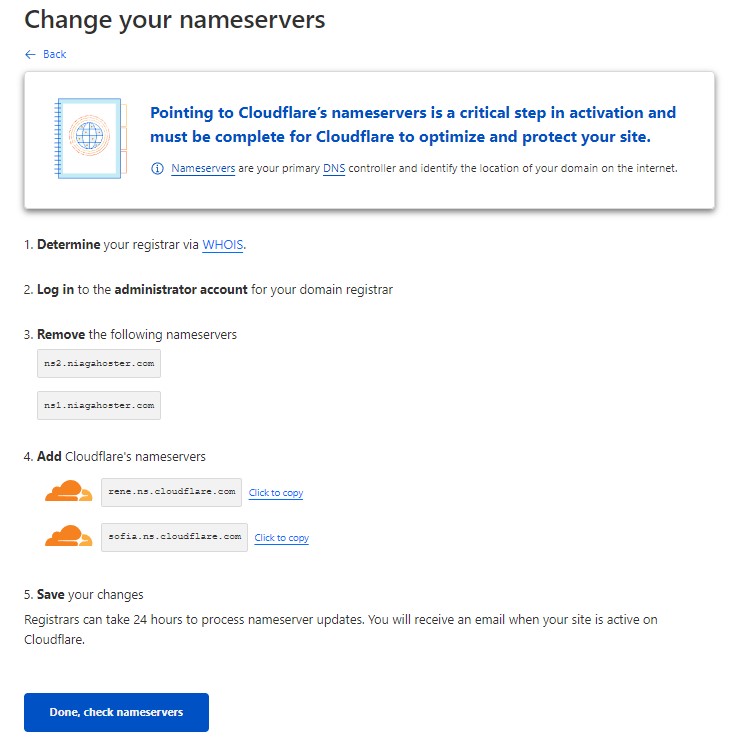 Change your nameservers
← Back
Pointing to Cloudflare's nameservers is a critical step in activation and
must be complete for Cloudflare to optimize and protect your site.
Nameservers are your primary DNS controller and identify the location of your domain on the internet.
1. Determine your registrar via WHOIS.
2. Log in to the administrator account for your domain registrar
3. Remove the following nameservers
ns2.niagahoster.com
ns1.niagahoster.com
4. Add Cloudflare's nameservers
rene.ns.cloudflare.com Click to copy
sofia.ns.cloudflare.com Click to copy
5. Save your changes
Registrars can take 24 hours to process nameserver updates. You will receive an email when your site is active on
Cloudflare.
Done, check nameservers